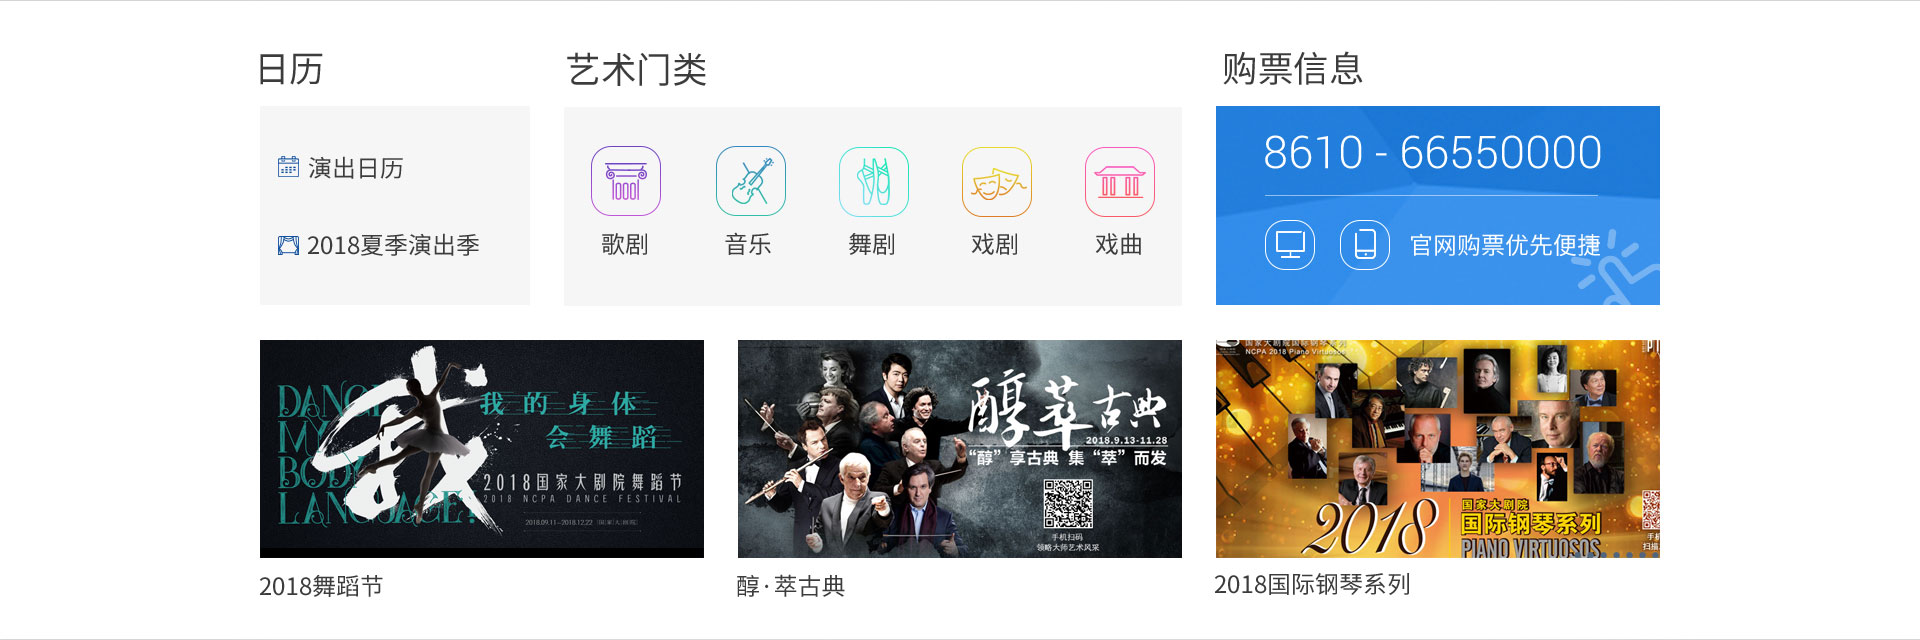 日历
艺术门类
购票信息
演出日历
2018夏季演出季
歌剧
音乐
舞剧
戏剧
戏曲
8610 - 66550000
官网购票优先便捷
DANCE
MY
BODY
LANGUAGE?
我
我的身体
会舞蹈
2018国家大剧院舞蹈节
2018 NCPA DANCE FESTIVAL
2018.09.11—2018.12.22
2018舞蹈节
醇萃古典
2018.9.13-11.28
“醇”享古典 集“萃”而发
手机扫码
领略大师艺术风采
醇·萃古典
国家大剧院国际钢琴系列
NCPA 2018 Piano Virtuosos
2018
国家大剧院
国际钢琴系列
PIANO VIRTUOSOS
手机
扫描
2018国际钢琴系列